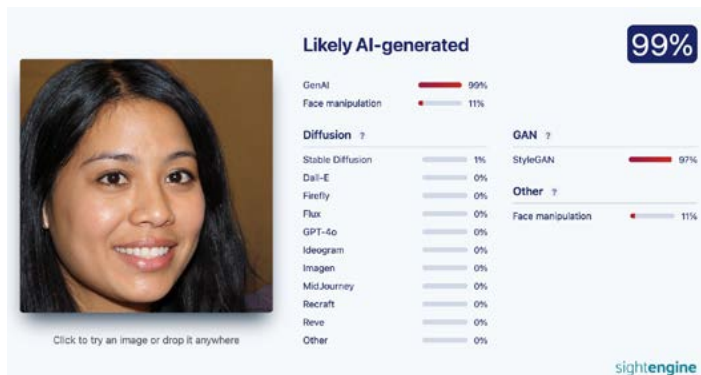 Likely AI-generated
99%
GenAI 99%
Face manipulation 11%
Diffusion ?
Stable Diffusion 1%
Dall-E 0%
Firefly 0%
Flux 0%
GPT-4o 0%
Ideogram 0%
Imagen 0%
MidJourney 0%
Recraft 0%
Reve 0%
Other 0%
GAN ?
StyleGAN 97%
Other ?
Face manipulation 11%
Click to try an image or drop it anywhere
sightengine